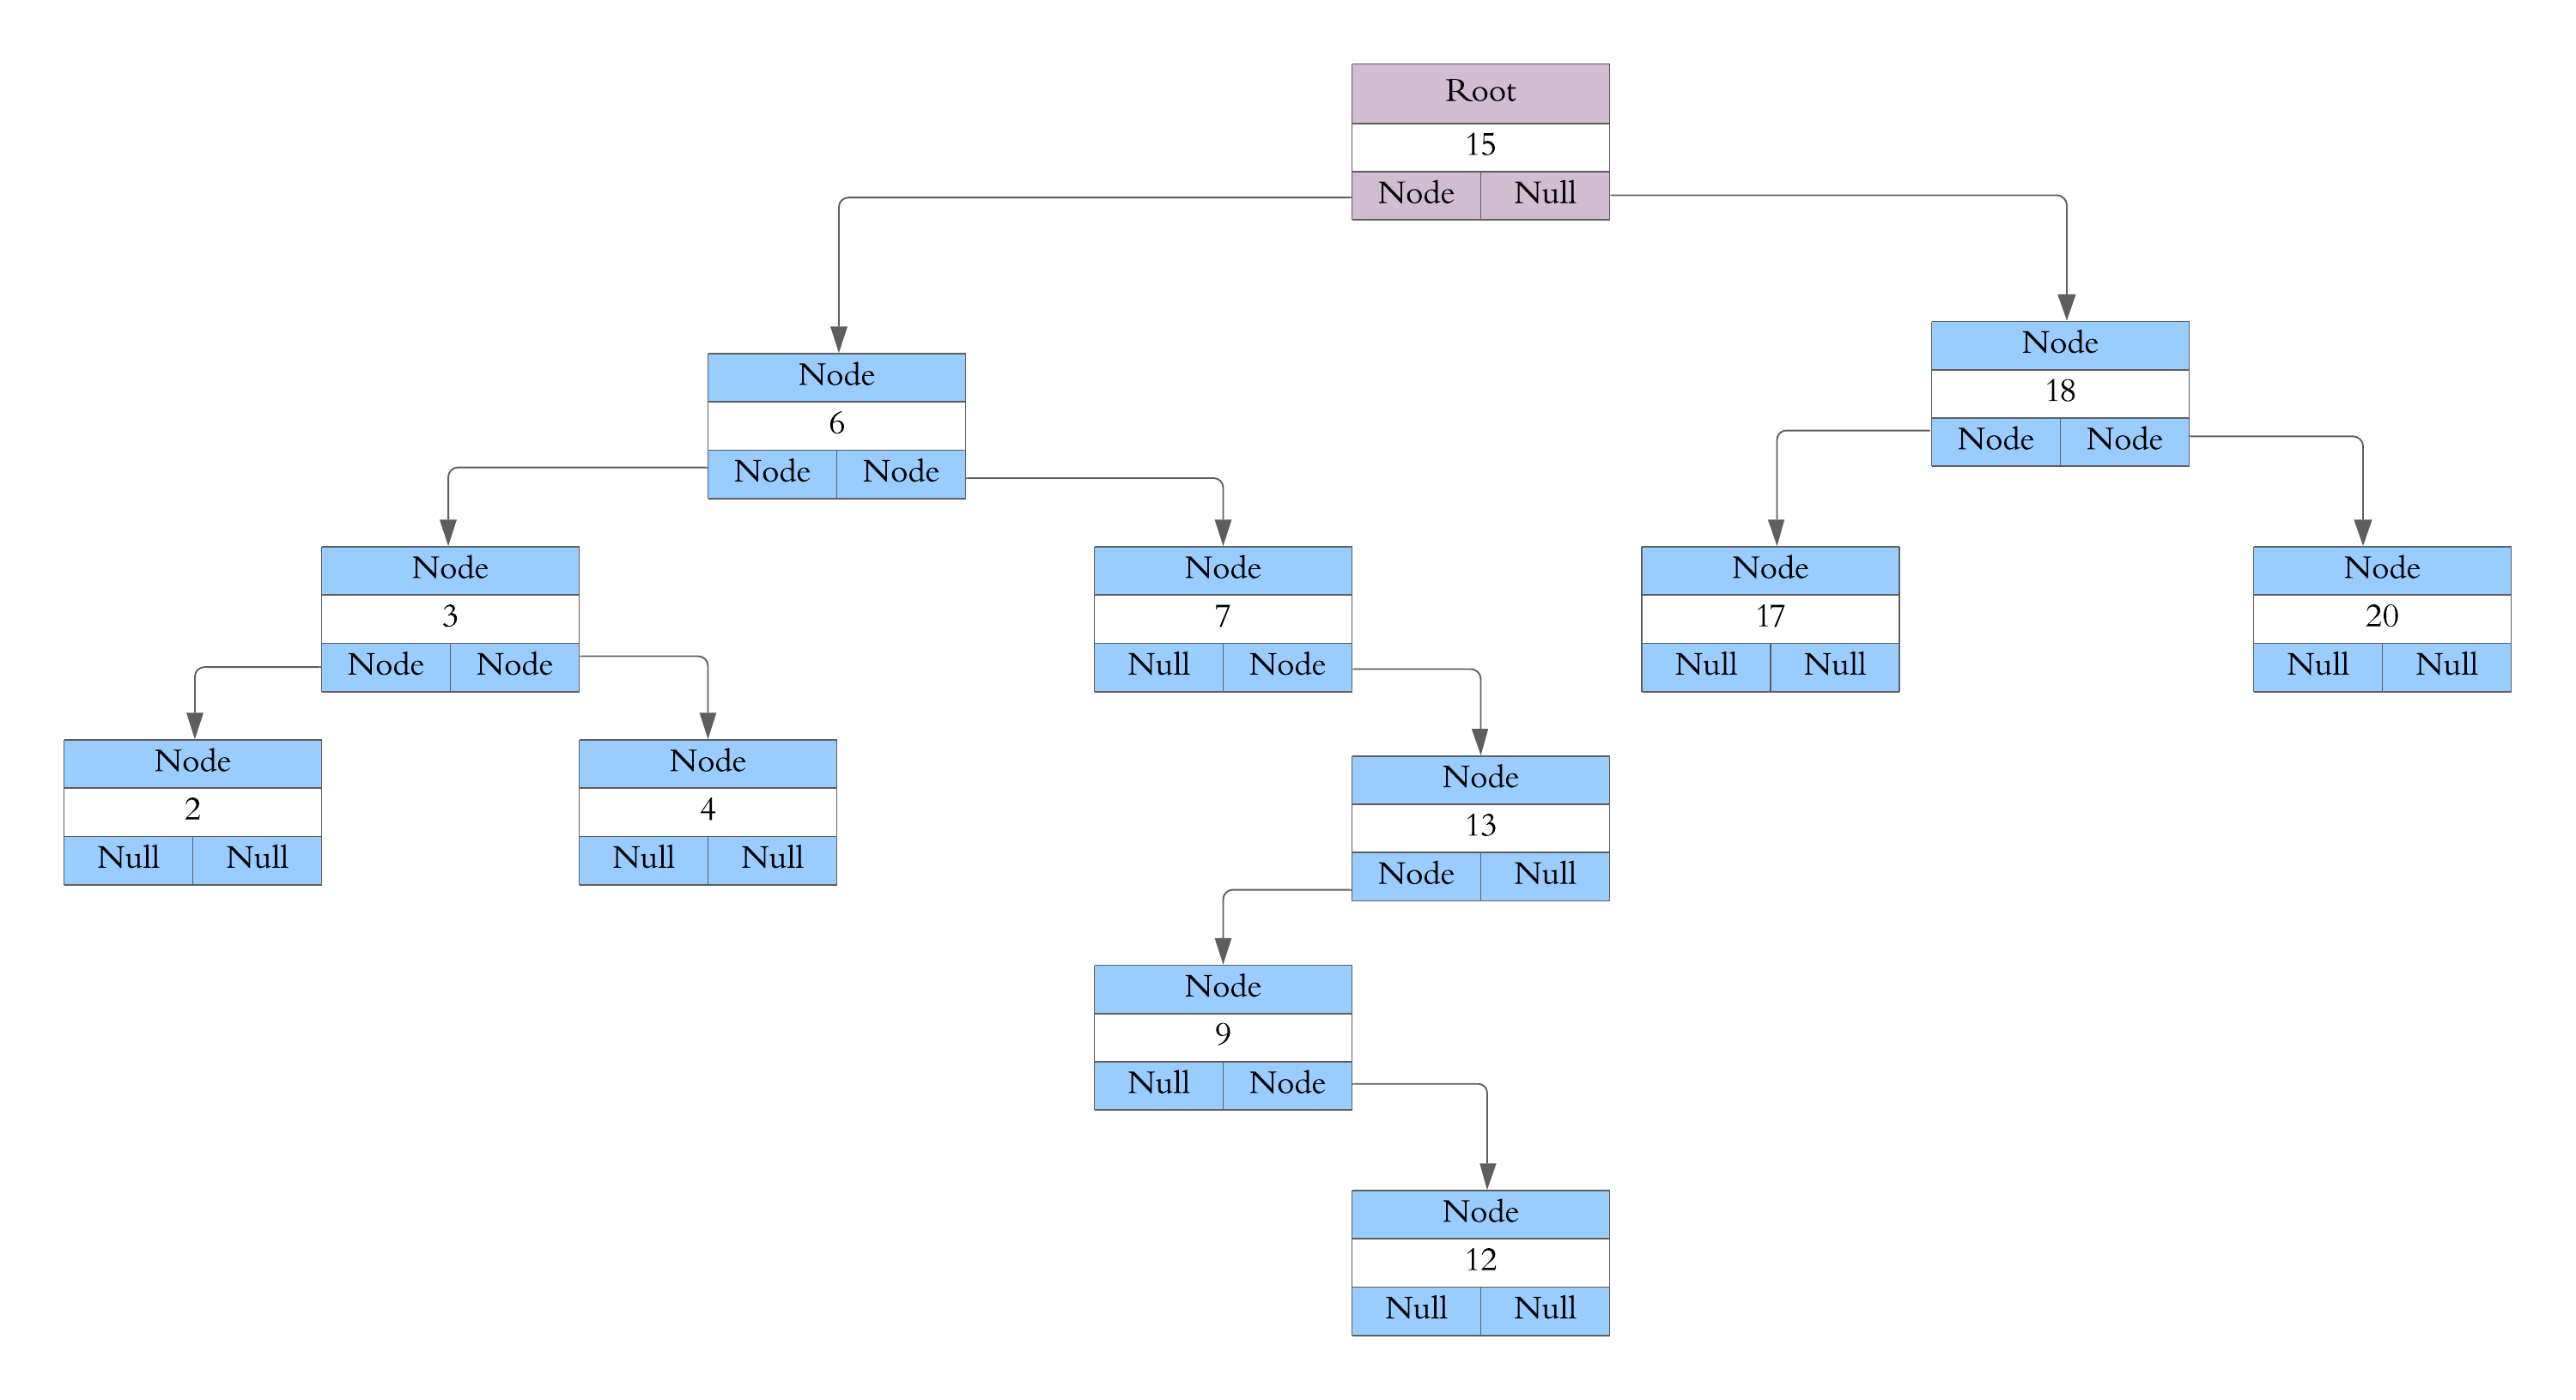 Root
15
Node Null
Node
6
Node Node
Node
18
Node Node
Node
3
Node Node
Node
7
Null Node
Node
17
Null Null
Node
20
Null Null
Node
2
Null Null
Node
4
Null Null
Node
13
Node Null
Node
9
Null Node
Node
12
Null Null